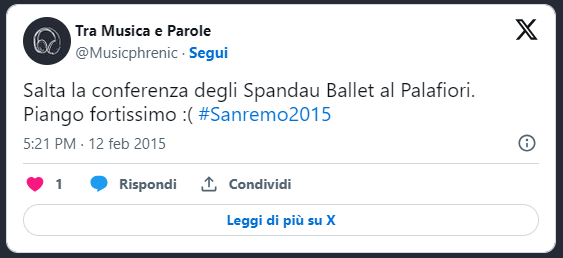 Tra Musica e Parole
@Musicphrenic · Segui
Salta la conferenza degli Spandau Ballet al Palafiori.
Piango fortissimo :( #Sanremo2015
5:21 PM · 12 feb 2015
1 Rispondi Condividi
Leggi di più su X